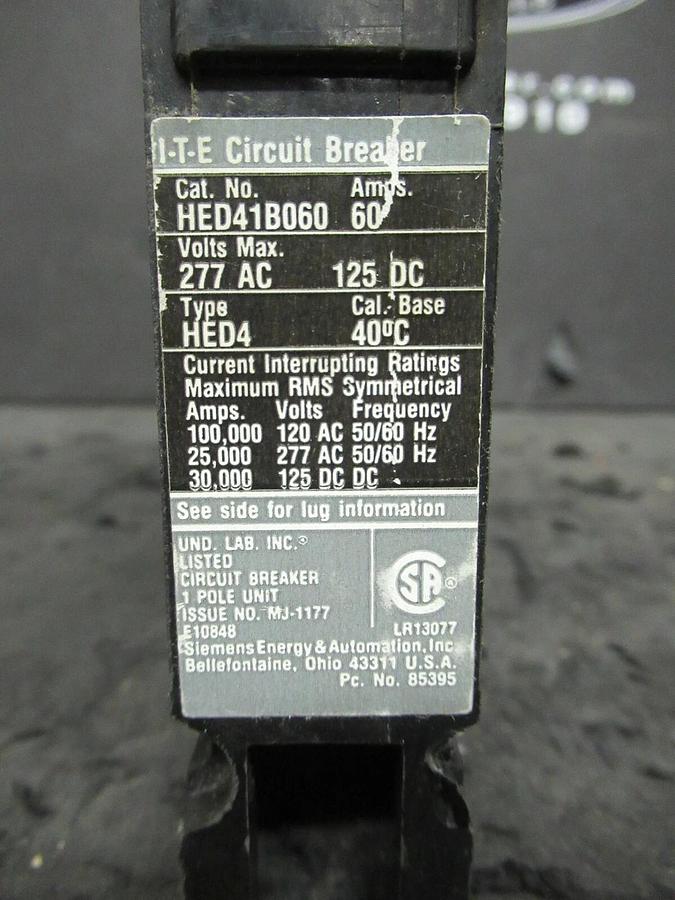 I-T-E Circuit Breaker
Cat. No. Amps.
HED41B060 60
Volts Max.
277 AC 125 DC
Type Cal. Base
HED4 40ºC
Current Interrupting Ratings
Maximum RMS Symmetrical
Amps. Volts Frequency
100,000 120 AC 50/60 Hz
25,000 277 AC 50/60 Hz
30,000 125 DC DC
See side for lug information
UND. LAB. INC.®
LISTED
CIRCUIT BREAKER
1 POLE UNIT
ISSUE NO. MJ-1177
E10848
SA ®
LR13077
Siemens Energy & Automation, Inc.
Bellefontaine, Ohio 43311 U.S.A.
Pc. No. 85395
.com